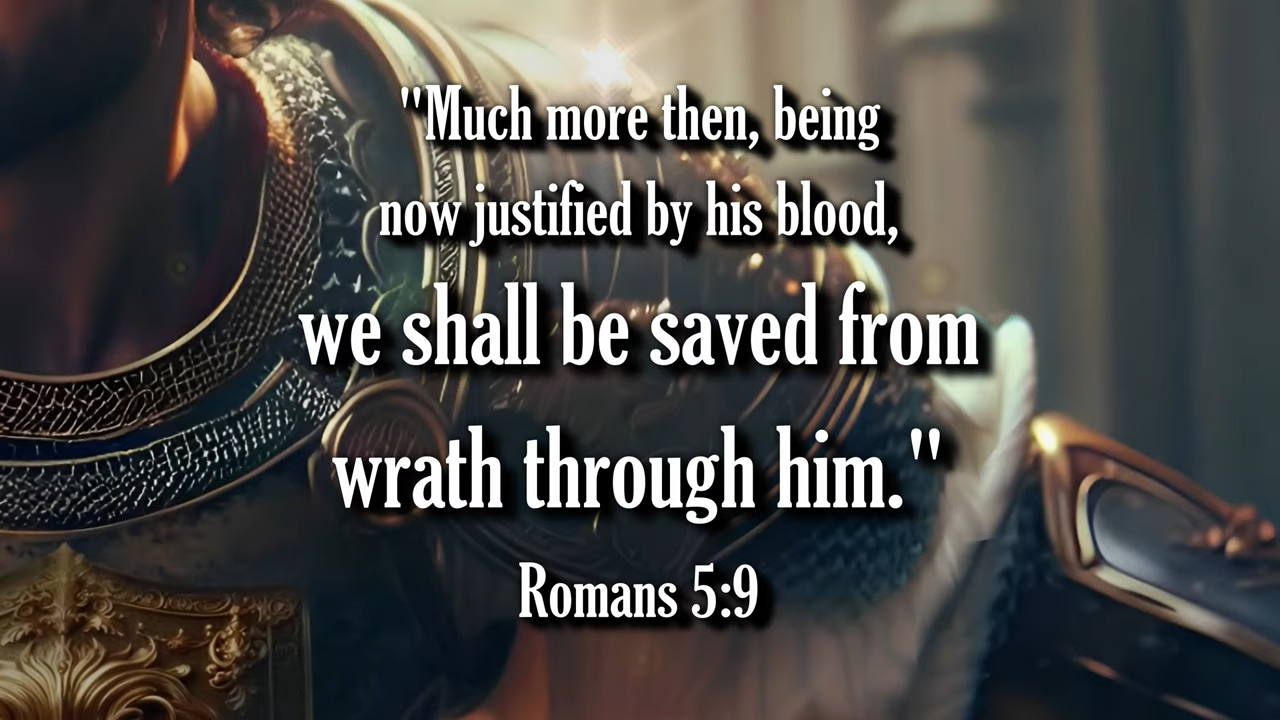 "Much more then, being
now justified by his blood,
we shall be saved from
wrath through him."
Romans 5:9